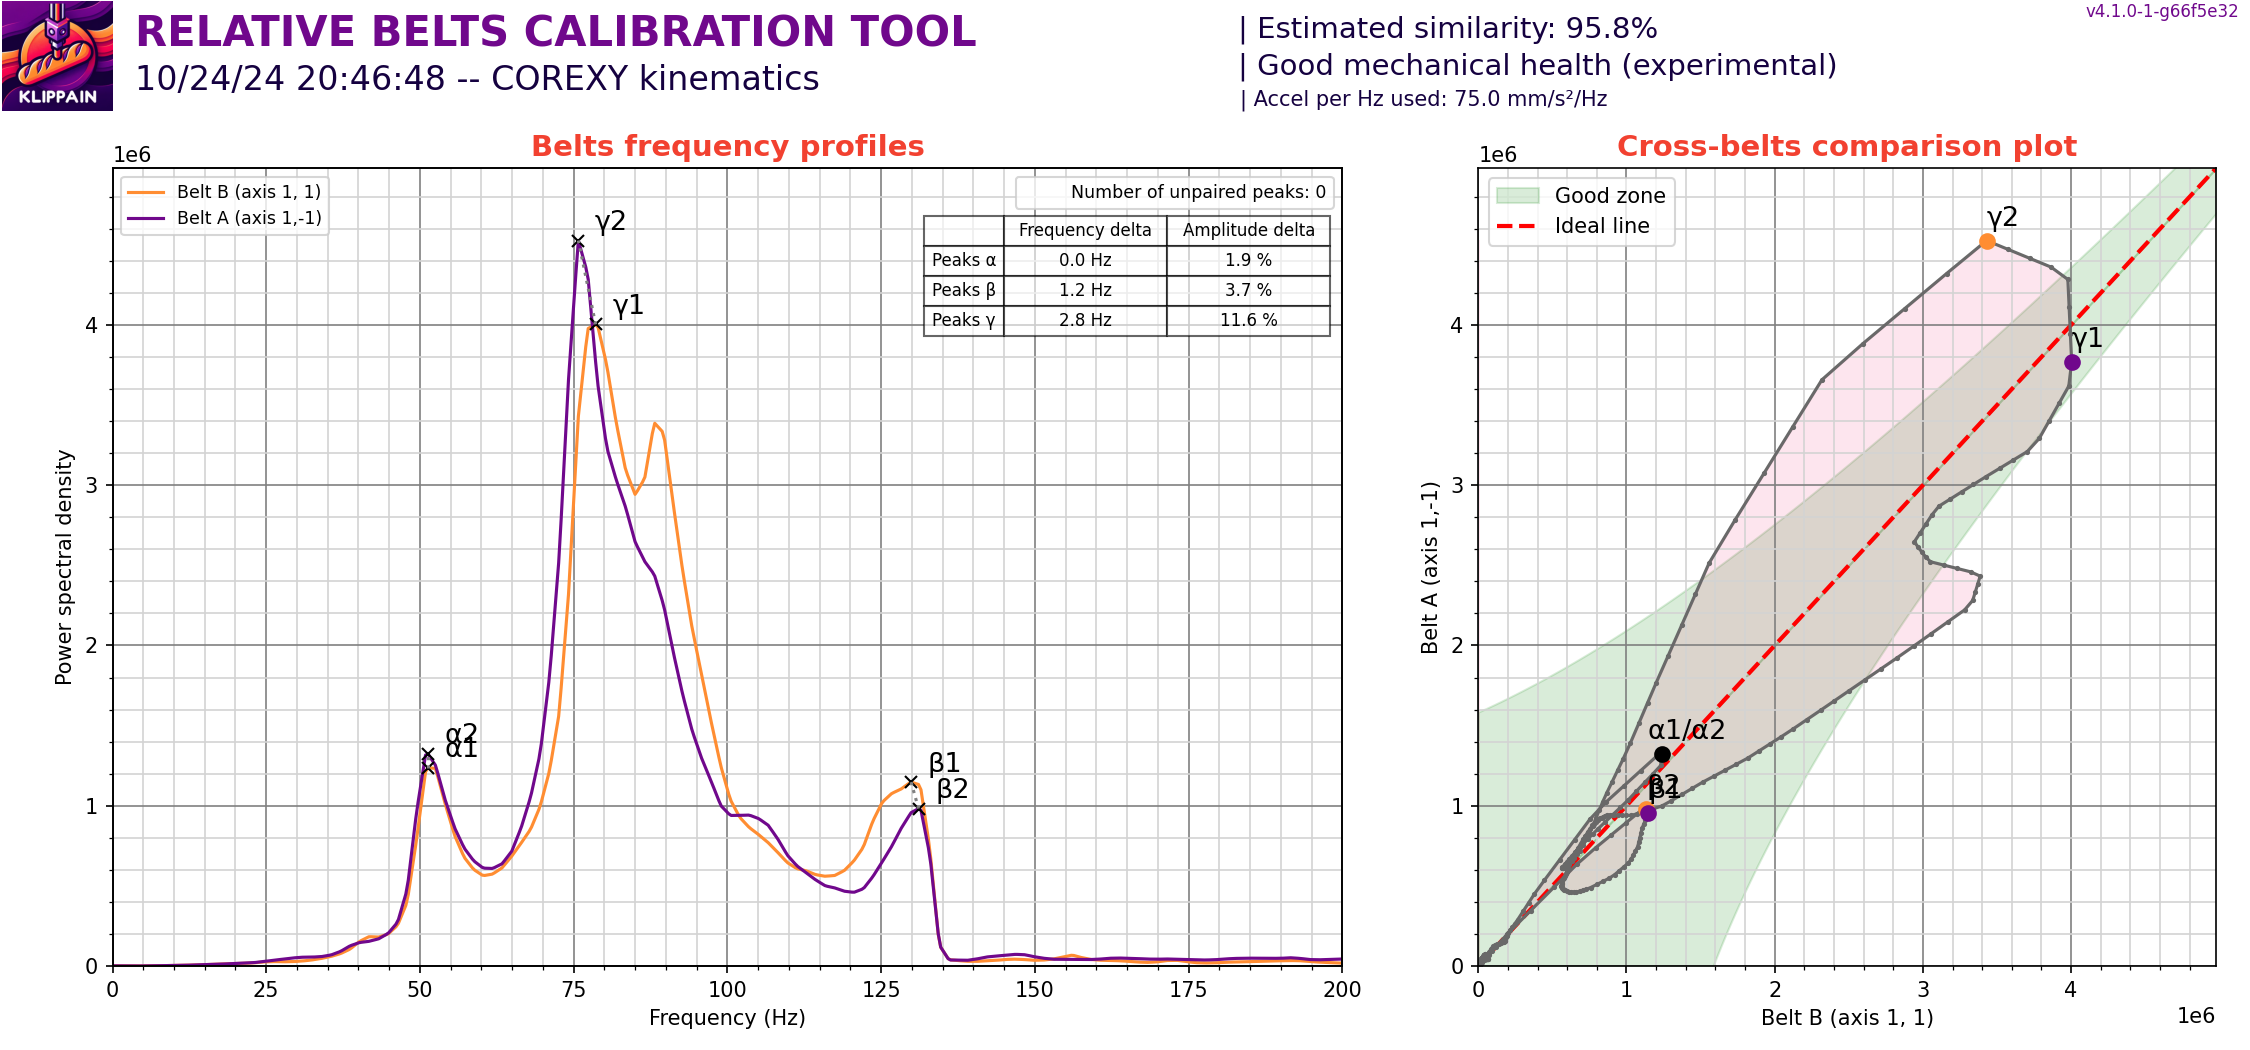 KLIPPAIN
RELATIVE BELTS CALIBRATION TOOL
10/24/24 20:46:48 -- COREXY kinematics
| Estimated similarity: 95.8%
| Good mechanical health (experimental)
| Accel per Hz used: 75.0 mm/s²/Hz
v4.1.0-1-g66f5e32
Belts frequency profiles
1e6
Belt B (axis 1, 1)
Belt A (axis 1,-1)
Number of unpaired peaks: 0
Frequency delta Amplitude delta
Peaks α 0.0 Hz 1.9 %
Peaks β 1.2 Hz 3.7 %
Peaks γ 2.8 Hz 11.6 %
γ2
γ1
α2
α1
β1
β2
4
3
2
1
0
Power spectral density
0 25 50 75 100 125 150 175 200
Frequency (Hz)
Cross-belts comparison plot
1e6
Good zone
Ideal line
γ2
γ1
α1/α2
β2
β1
4
3
2
1
0
Belt A (axis 1,-1)
0 1 2 3 4
Belt B (axis 1, 1)
1e6